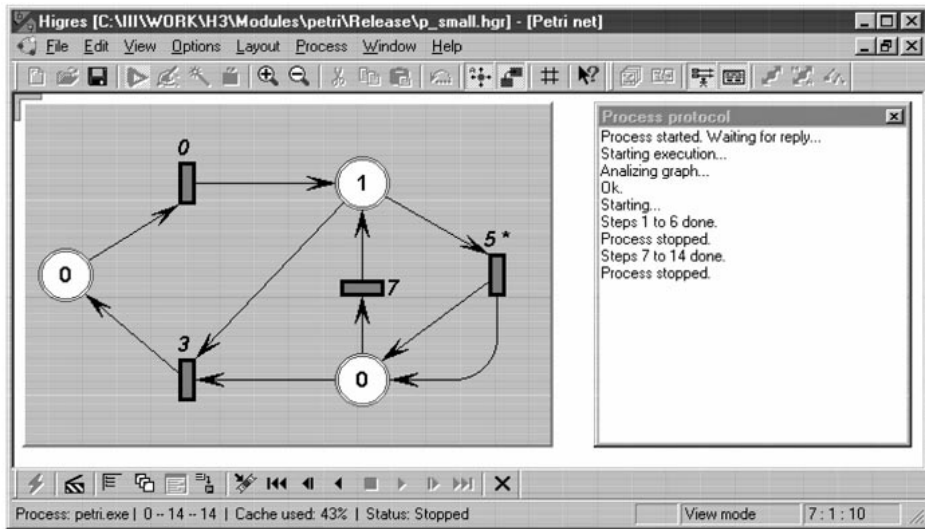 Higres [C:\III\WORK\H3\Modules\petri\Release\p_small.hgr] - [Petri net]
File Edit View Options Layout Process Window Help
0
1
5 *
0
7
3
0
Process protocol
Process started. Waiting for reply...
Starting execution...
Analizing graph...
Ok.
Starting...
Steps 1 to 6 done.
Process stopped.
Steps 7 to 14 done.
Process stopped.
Process: petri.exe | 0 -- 14 -- 14 | Cache used: 43% | Status: Stopped
View mode
7 : 1 : 10